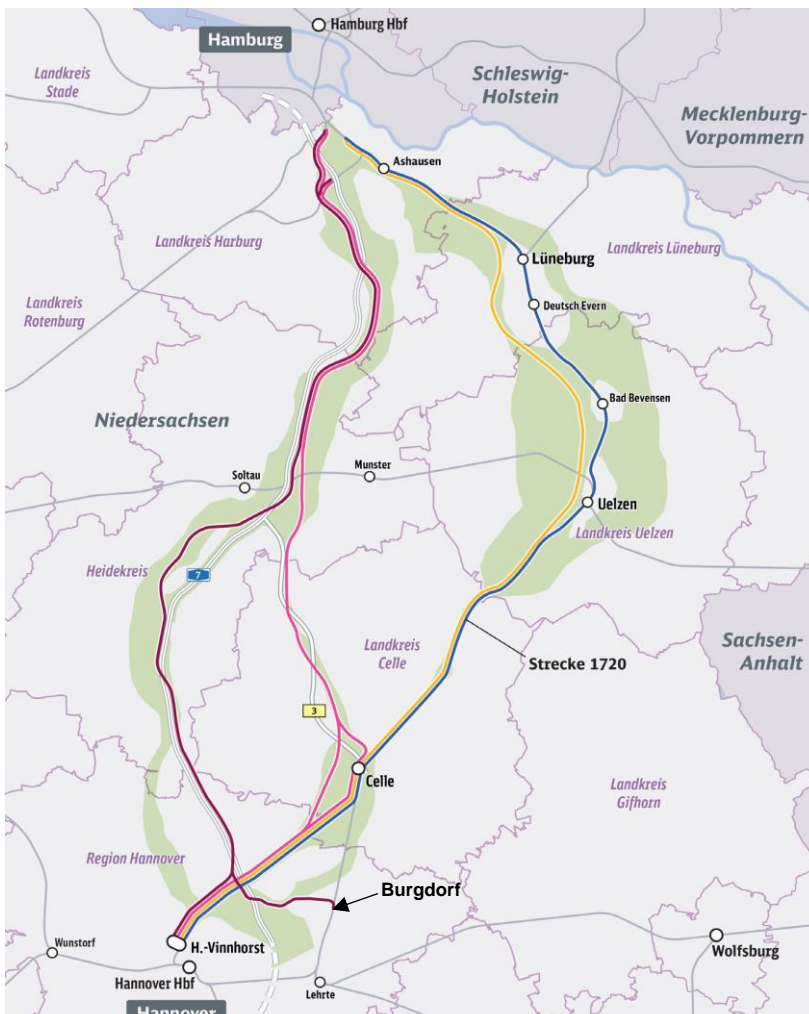 Hamburg Hbf
Hamburg
Landkreis
Stade
Schleswig-
Holstein
Mecklenburg-
Vorpommern
Ashausen
Landkreis Harburg
Lüneburg
Landkreis Lüneburg
Landkreis
Rotenburg
Deutsch Evern
Niedersachsen
Bad Bevensen
Soltau
Munster
Uelzen
Landkreis Uelzen
Heidekreis
7
Landkreis
Celle
Strecke 1720
Sachsen-
Anhalt
3
Celle
Landkreis
Gifhorn
Region Hannover
Burgdorf
Wunstorf
H.-Vinnhorst
Wolfsburg
Hannover Hbf
Lehrte
Hannover